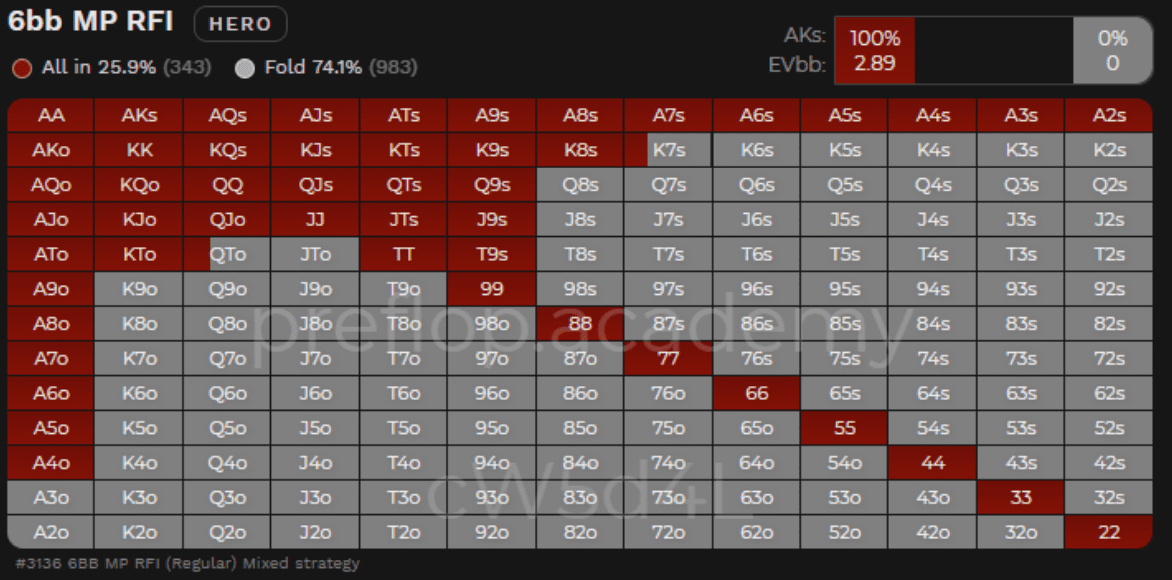 6bb MP RFI HERO
AKs: 100% 0%
EVbb: 2.89 0
All in 25.9% (343) Fold 74.1% (983)
AA AKs AQs AJs ATs A9s A8s A7s A6s A5s A4s A3s A2s
AKo KK KQs KJs KTs K9s K8s K7s K6s K5s K4s K3s K2s
AQo KQo QQ QJs QTs Q9s Q8s Q7s Q6s Q5s Q4s Q3s Q2s
AJo KJo QJo JJ JTs J9s J8s J7s J6s J5s J4s J3s J2s
ATo KTo QTo JTo TT T9s T8s T7s T6s T5s T4s T3s T2s
A9o K9o Q9o J9o T9o 99 98s 97s 96s 95s 94s 93s 92s
A8o K8o Q8o J8o T8o 98o 88 87s 86s 85s 84s 83s 82s
preflop.academy
A7o K7o Q7o J7o T7o 97o 87o 77 76s 75s 74s 73s 72s
A6o K6o Q6o J6o T6o 96o 86o 76o 66 65s 64s 63s 62s
A5o K5o Q5o J5o T5o 95o 85o 75o 65o 55 54s 53s 52s
A4o K4o Q4o J4o T4o 94o 84o 74o 64o 54o 44 43s 42s
cW5d4L
A3o K3o Q3o J3o T3o 93o 83o 73o 63o 53o 43o 33 32s
A2o K2o Q2o J2o T2o 92o 82o 72o 62o 52o 42o 32o 22
#3136 6BB MP RFI (Regular) Mixed strategy